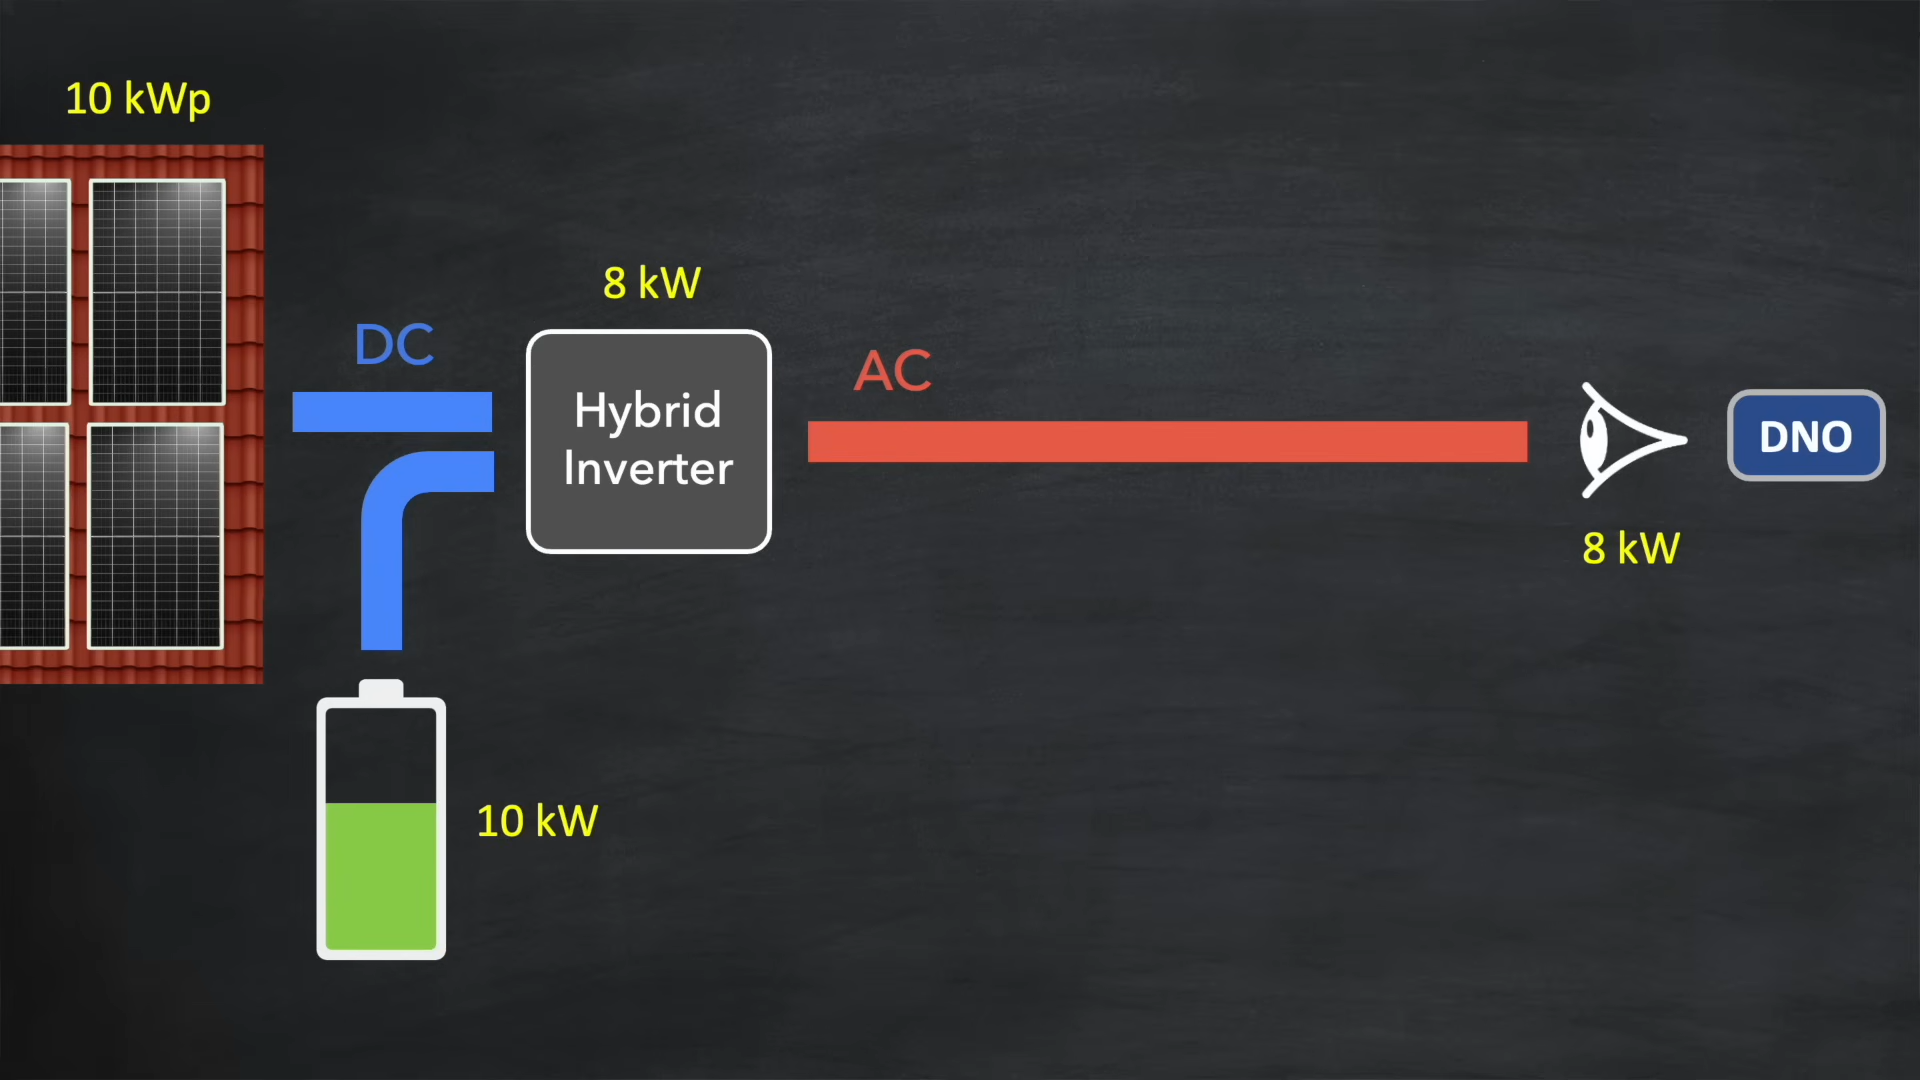 10 kWp
8 kW
DC
AC
Hybrid
Inverter
DNO
8 kW
10 kW